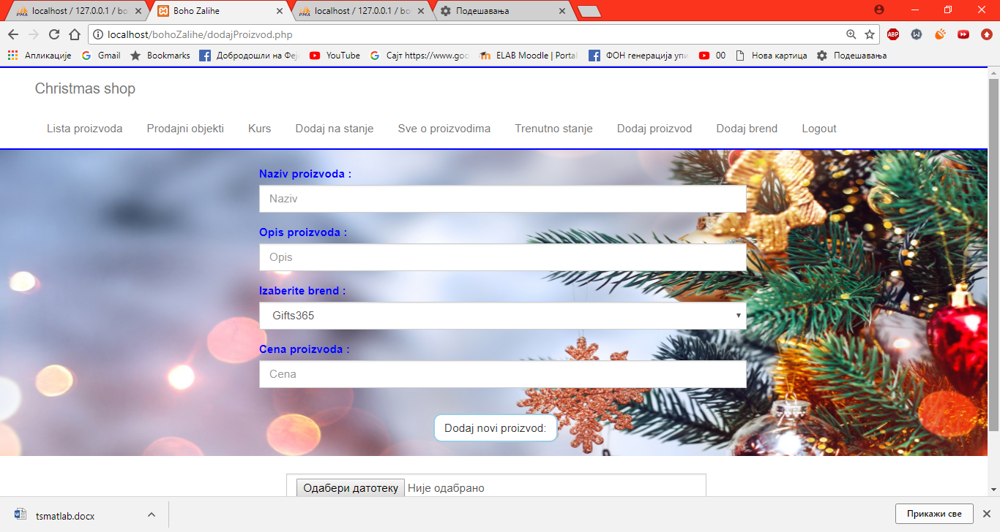 localhost / 127.0.0.1 / bo
Boho Zalihe
localhost / 127.0.0.1 / bo
Подешавања
localhost/bohoZalihe/dodajProizvod.php
ABP
Апликације
Gmail
Bookmarks
Добродошли на Феј
YouTube
Сајт https://www.goo
ELAB Moodle | Portal
ФОН генерација упи
00
Нова картица
Подешавања
Christmas shop
Lista proizvoda
Prodajni objekti
Kurs
Dodaj na stanje
Sve o proizvodima
Trenutno stanje
Dodaj proizvod
Dodaj brend
Logout
Naziv proizvoda :
Naziv
Opis proizvoda :
Opis
Izaberite brend :
Gifts365
Cena proizvoda :
Cena
Dodaj novi proizvod:
Одабери датотеку Није одабрано
tsmatlab.docx
Прикажи све